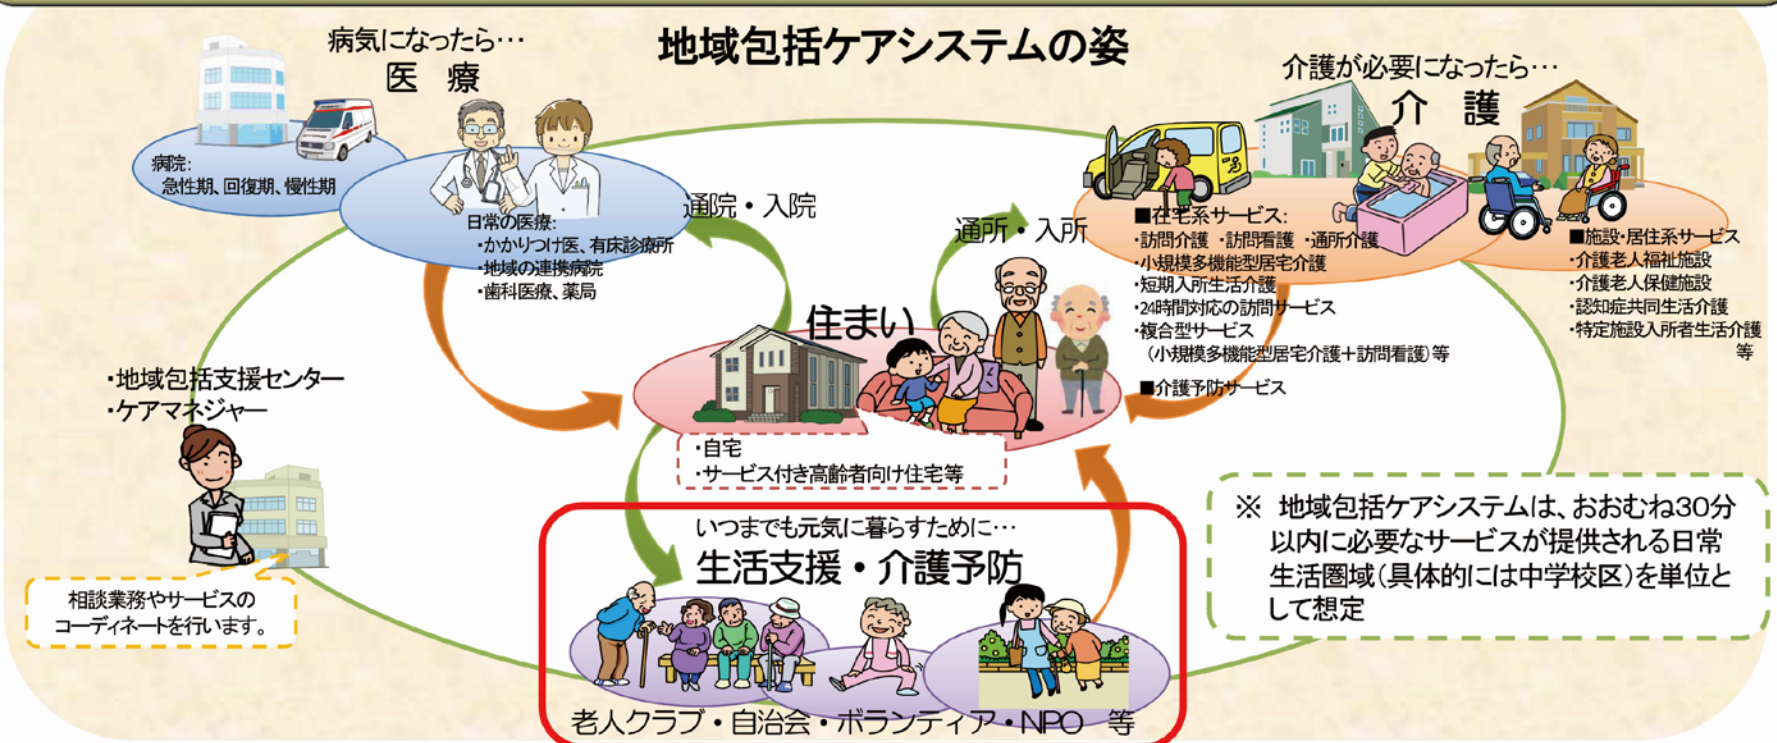 地域包括ケアシステムの姿
病気になったら…
医 療
病院:
急性期、回復期、慢性期
日常の医療:
・かかりつけ医、有床診療所
・地域の連携病院
・歯科医療、薬局
通院・入院
通所・入所
介護が必要になったら…
介 護
■在宅系サービス:
・訪問介護 ・訪問看護 ・通所介護
・小規模多機能型居宅介護
・短期入所生活介護
・24時間対応の訪問サービス
・複合型サービス
(小規模多機能型居宅介護+訪問看護)等
■介護予防サービス
■施設・居住系サービス
・介護老人福祉施設
・介護老人保健施設
・認知症共同生活介護
・特定施設入所者生活介護
等
住まい
・自宅
・サービス付き高齢者向け住宅等
・地域包括支援センター
・ケアマネジャー
相談業務やサービスの
コーディネートを行います。
いつまでも元気に暮らすために…
生活支援・介護予防
老人クラブ・自治会・ボランティア・NPO 等
※ 地域包括ケアシステムは、おおむね30分
以内に必要なサービスが提供される日常
生活圏域(具体的には中学校区)を単位と
して想定